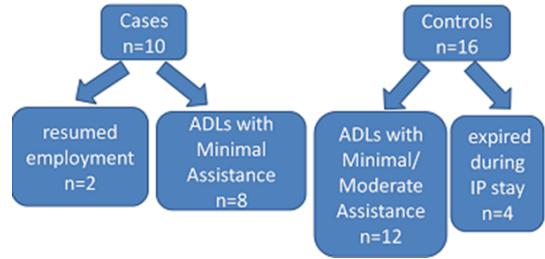 Cases
n=10
Controls
n=16
resumed
employment
n=2
ADLs with
Minimal
Assistance
n=8
ADLs with
Minimal/
Moderate
Assistance
n=12
expired
during
IP stay
n=4